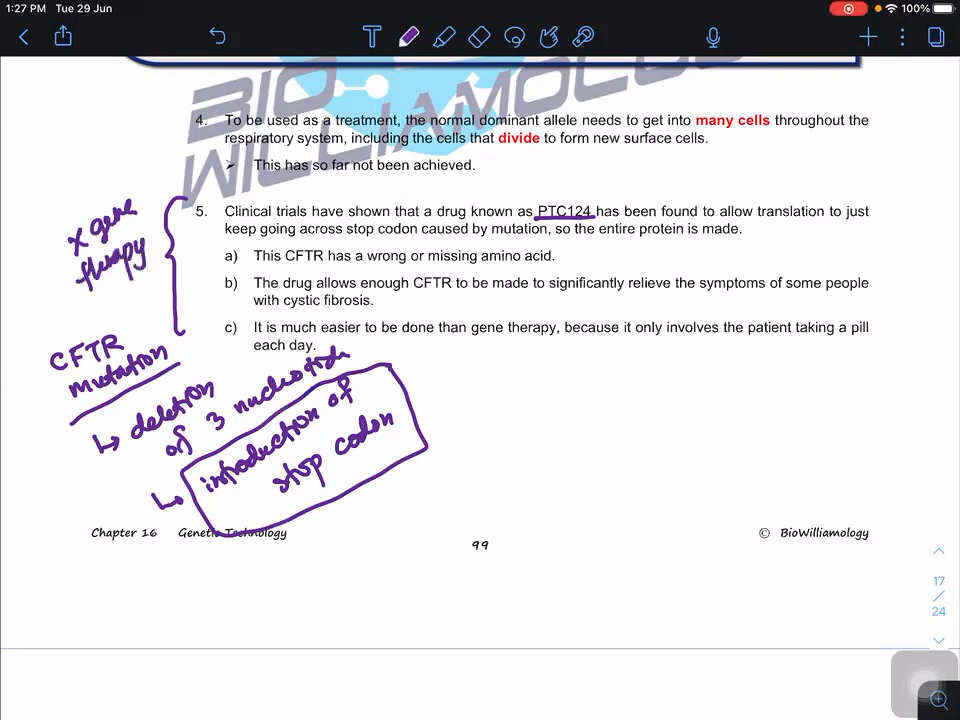 1:27 PM Tue 29 Jun
100%
BIO
WILLIAMOLOG
4. To be used as a treatment, the normal dominant allele needs to get into many cells throughout the
respiratory system, including the cells that divide to form new surface cells.
➢ This has so far not been achieved.
5. Clinical trials have shown that a drug known as PTC124 has been found to allow translation to just
keep going across stop codon caused by mutation, so the entire protein is made.
a) This CFTR has a wrong or missing amino acid.
b) The drug allows enough CFTR to be made to significantly relieve the symptoms of some people
with cystic fibrosis.
c) It is much easier to be done than gene therapy, because it only involves the patient taking a pill
each day.
x gene
therapy
CFTR
mutation
↳ deletion
of 3 nucleotide
↳ introduction of
stop codon
Chapter 16 Genetic Technology
© BioWilliamology
99
17
/
24